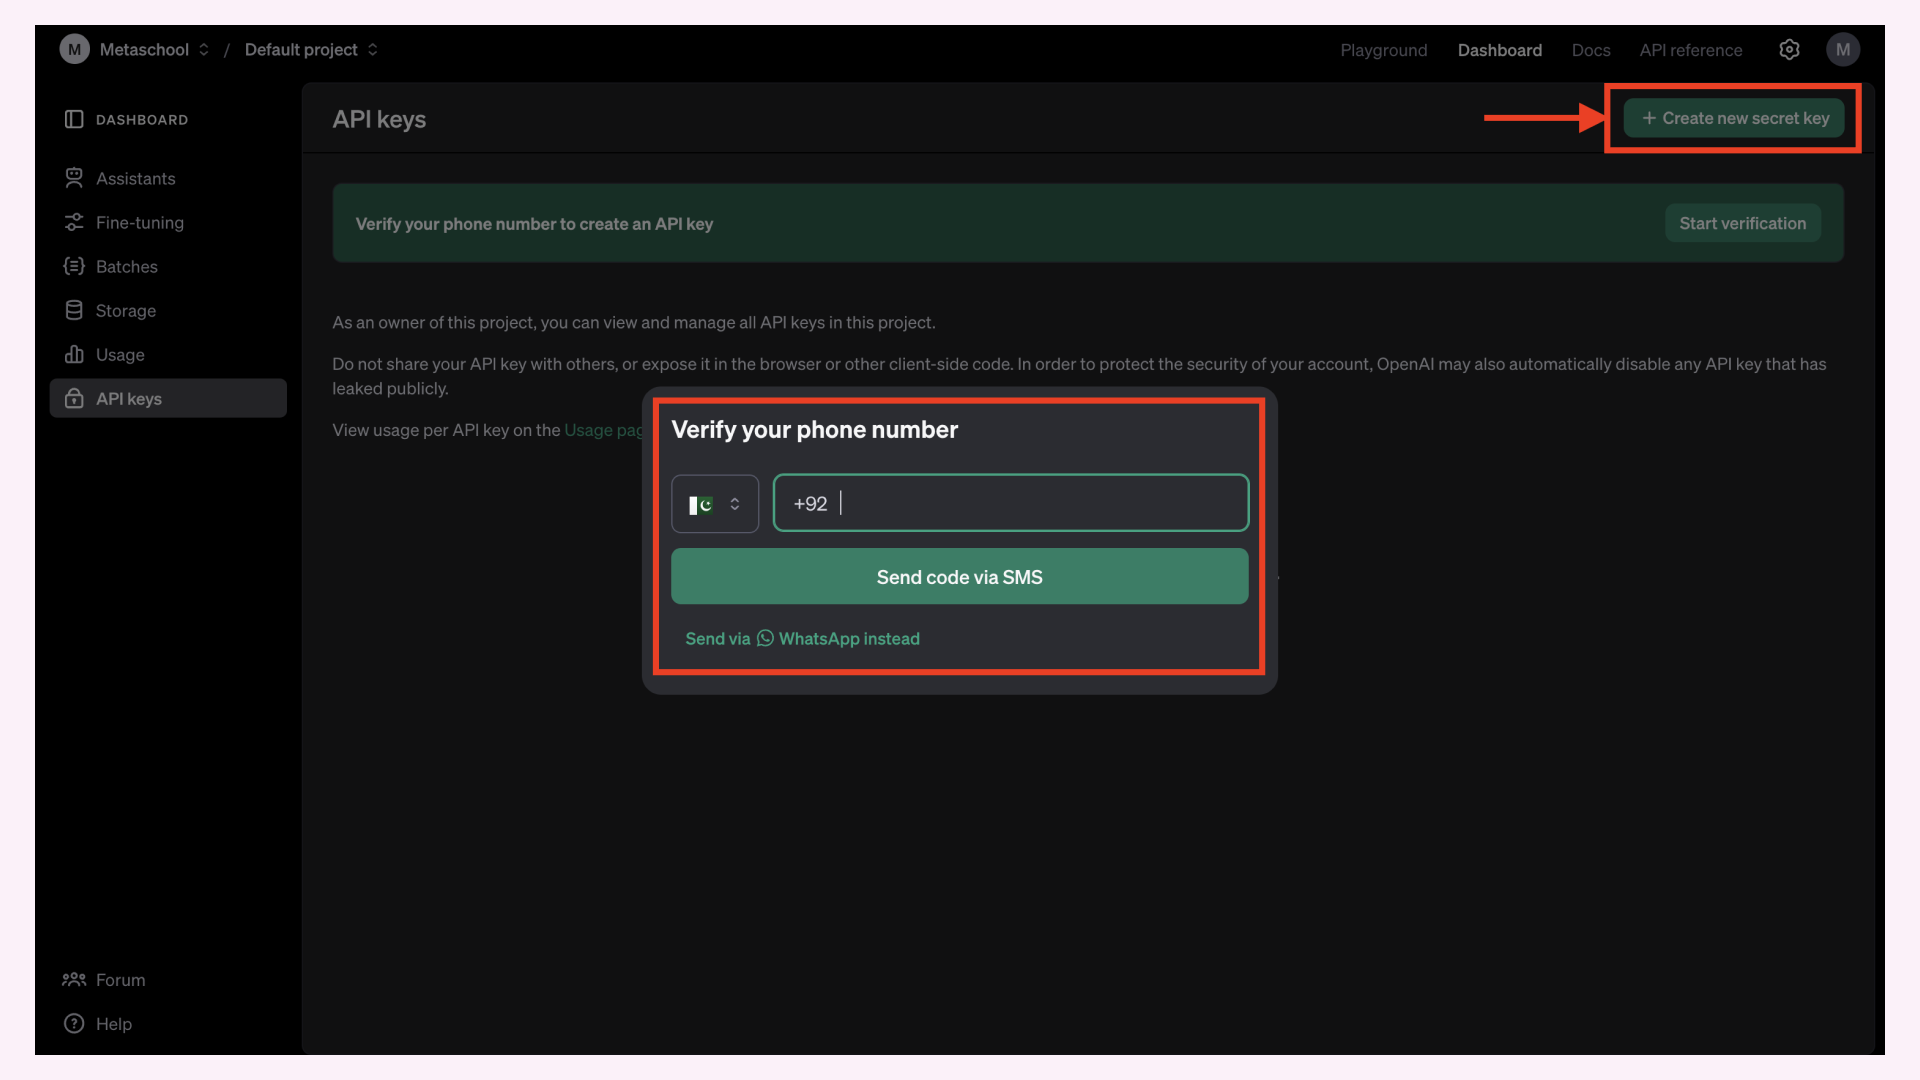 M Metaschool / Default project
Playground Dashboard Docs API reference M
DASHBOARD
Assistants
Fine-tuning
Batches
Storage
Usage
API keys
Forum
Help
API keys
+ Create new secret key
Verify your phone number to create an API key
Start verification
As an owner of this project, you can view and manage all API keys in this project.
Do not share your API key with others, or expose it in the browser or other client-side code. In order to protect the security of your account, OpenAI may also automatically disable any API key that has
leaked publicly.
View usage per API key on the Usage pag
Verify your phone number
+92
Send code via SMS
Send via WhatsApp instead